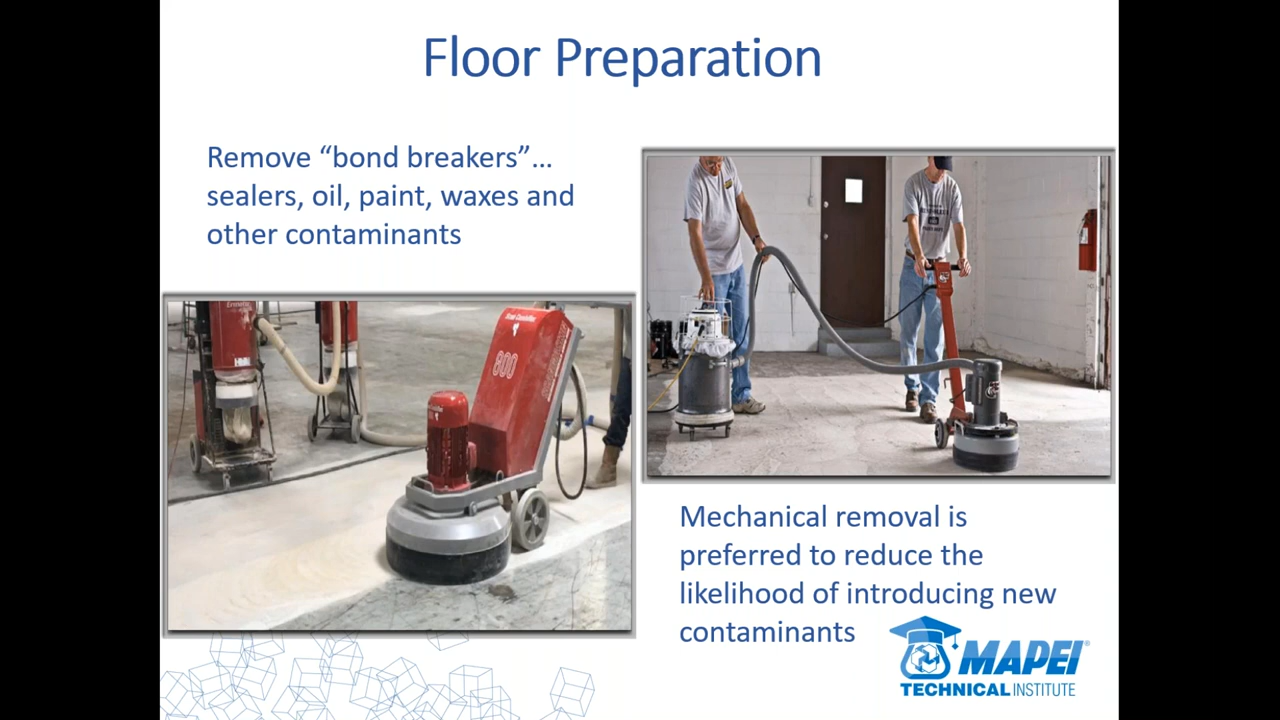 Floor Preparation
Remove “bond breakers”…
sealers, oil, paint, waxes and
other contaminants
800
Mechanical removal is
preferred to reduce the
likelihood of introducing new
contaminants
MAPEI®
TECHNICAL INSTITUTE